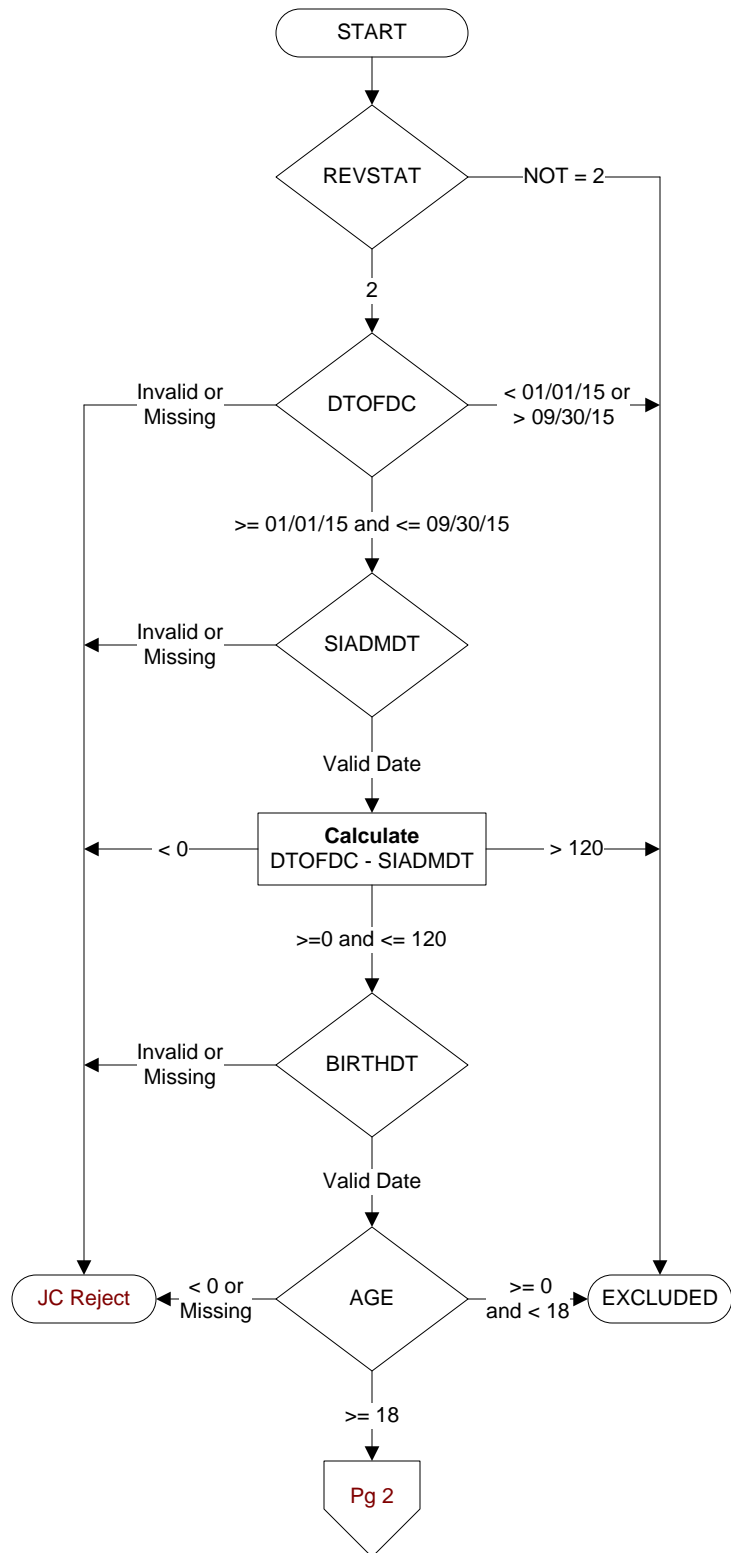 START
REVSTAT
NOT = 2
2
Invalid or
Missing
DTOFDC
< 01/01/15 or
> 09/30/15
>= 01/01/15 and <= 09/30/15
Invalid or
Missing
SIADMDT
Valid Date
< 0
Calculate
DTOFDC - SIADMDT
> 120
>=0 and <= 120
Invalid or
Missing
BIRTHDT
Valid Date
JC Reject
< 0 or
Missing
AGE
>= 0
and < 18
EXCLUDED
>= 18
Pg 2